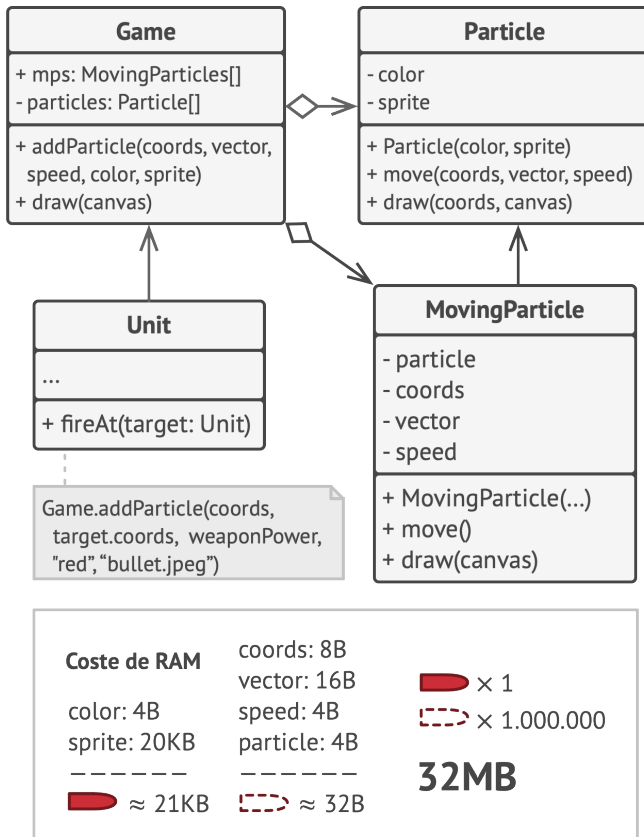 Game
+ mps: MovingParticles[]
- particles: Particle[]
+ addParticle(coords, vector,
speed, color, sprite)
+ draw(canvas)
Particle
- color
- sprite
+ Particle(color, sprite)
+ move(coords, vector, speed)
+ draw(coords, canvas)
Unit
...
+ fireAt(target: Unit)
MovingParticle
- particle
- coords
- vector
- speed
+ MovingParticle(...)
+ move()
+ draw(canvas)
Game.addParticle(coords,
target.coords, weaponPower,
"red", “bullet.jpeg”)
Coste de RAM
color: 4B
sprite: 20KB
——————
≈ 21KB
coords: 8B
vector: 16B
speed: 4B
particle: 4B
——————
≈ 32B
× 1
× 1.000.000
32MB